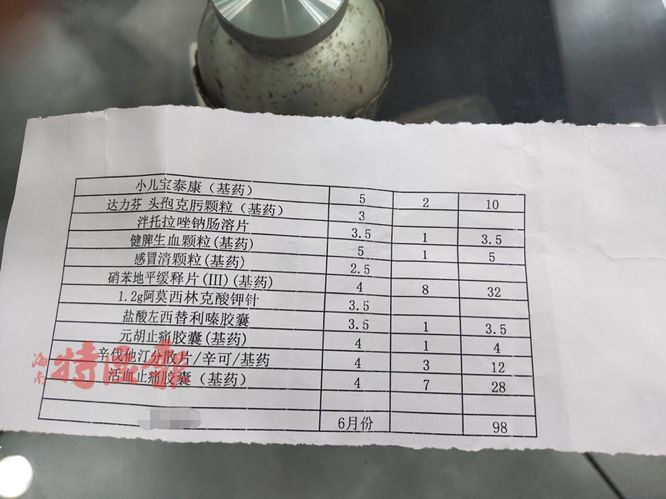 小儿宝泰康（基药） 5 2 10
达力芬 头孢克肟颗粒（基药） 3
泮托拉唑钠肠溶片 3.5 1 3.5
健脾生血颗粒(基药) 5 1 5
感冒清颗粒(基药) 2.5
硝苯地平缓释片(III)(基药) 4 8 32
1.2g阿莫西林克酸钾针 3.5
盐酸左西替利嗪胶囊 3.5 1 3.5
元胡止痛胶囊(基药) 4 1 4
辛伐他汀分散片/辛可/基药 4 3 12
活血止痛胶囊（基药） 4 7 28
6月份 98
海南特区报